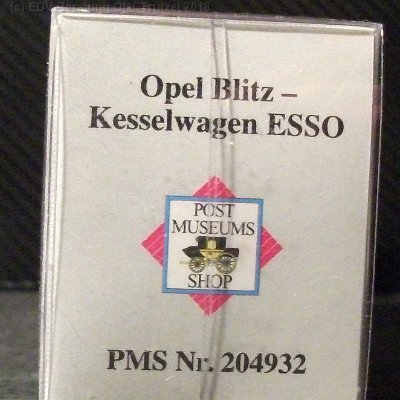 Opel Blitz –
Kesselwagen ESSO
POST
MUSEUMS
SHOP
PMS Nr. 204932